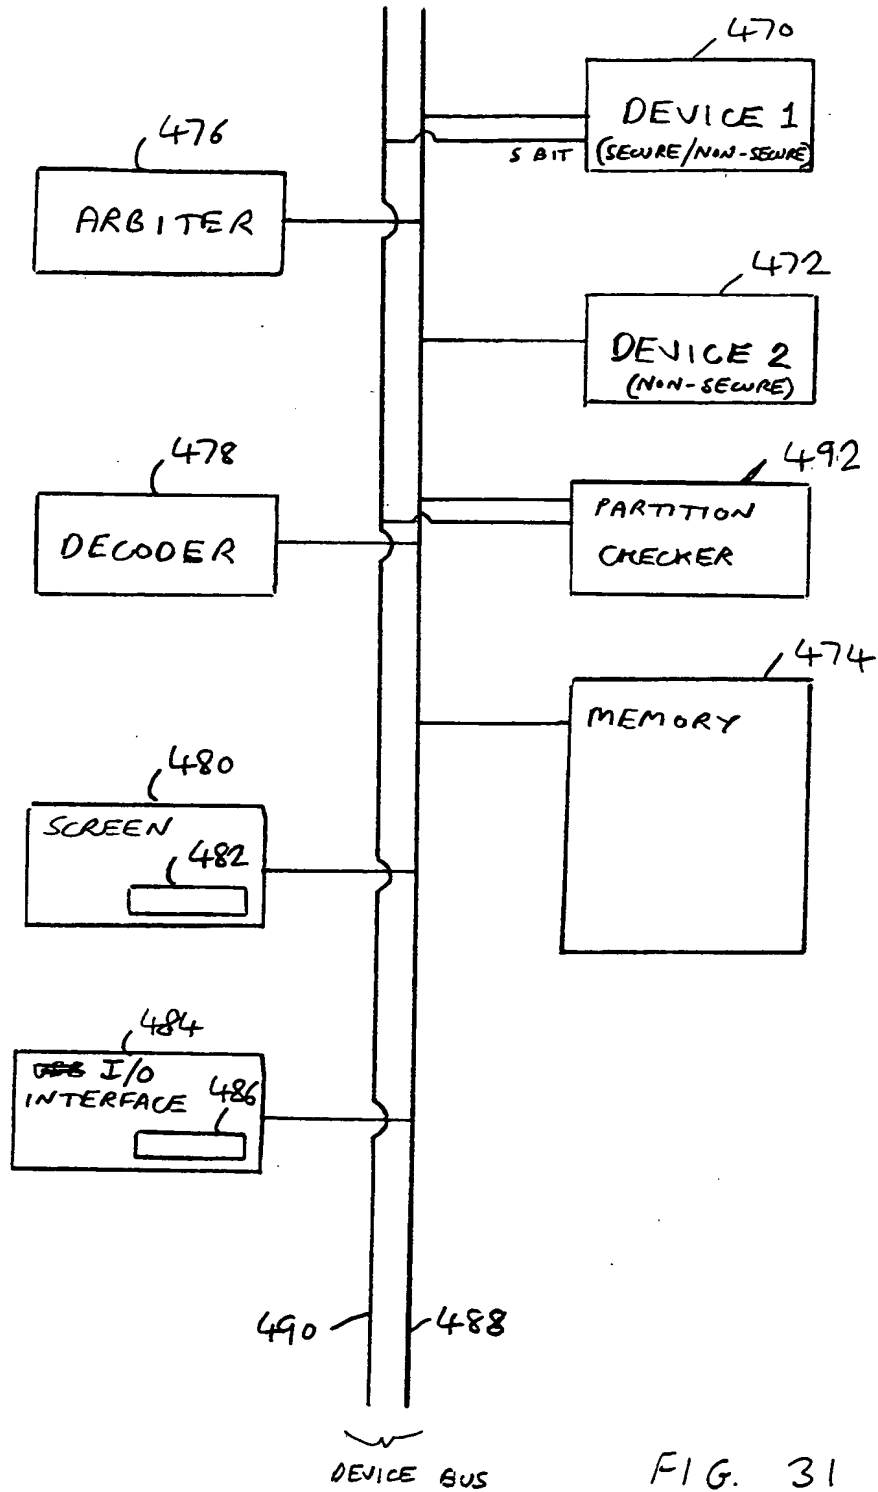 470
DEVICE 1
S BIT (SECURE/NON-SECURE)
476
ARBITER
472
DEVICE 2
(NON-SECURE)
478
DECODER
492
PARTITION
CHECKER
474
MEMORY
480
SCREEN
482
484
I/O
INTERFACE
486
490
488
DEVICE BUS
FIG. 31